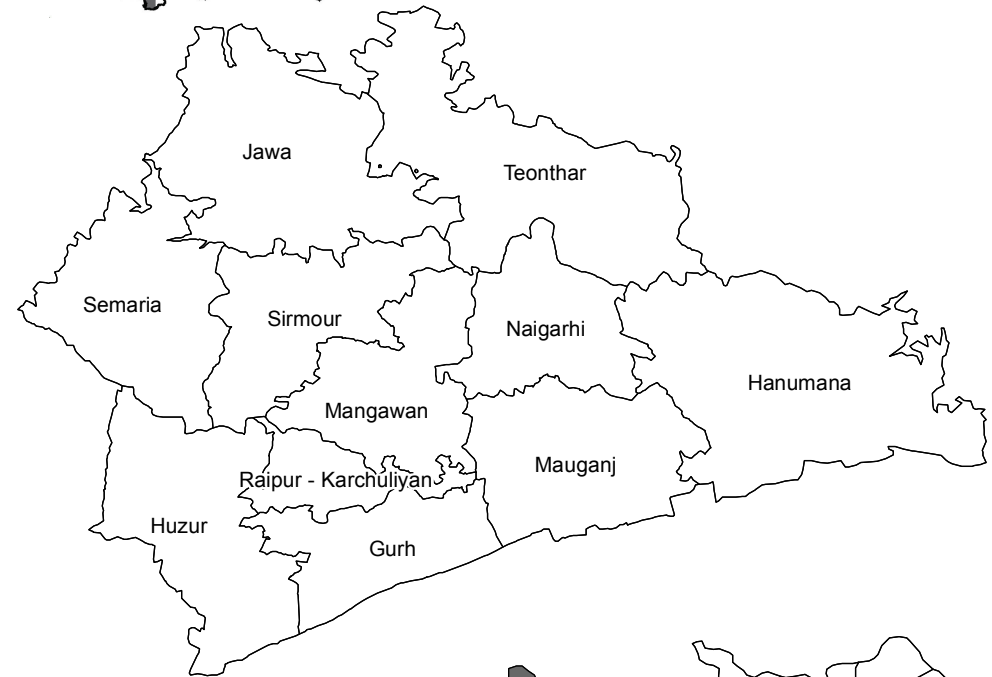 Jawa
Teonthar
Semaria
Sirmour
Naigarhi
Hanumana
Mangawan
Mauganj
Raipur - Karchuliyan
Huzur
Gurh